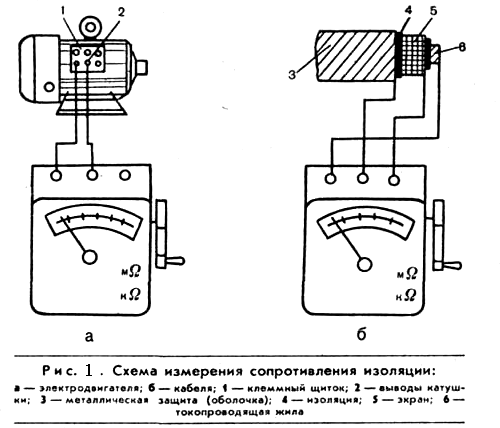 1 2
4 5
3
6
мΩ
кΩ
мΩ
кΩ
а
б
Рис. 1. Схема измерения сопротивления изоляции:
а — электродвигателя; б — кабеля; 1 — клеммный щиток; 2 — выводы катуш-
ки; 3 — металлическая защита (оболочка); 4 — изоляция; 5 — экран; 6 —
токопроводящая жила